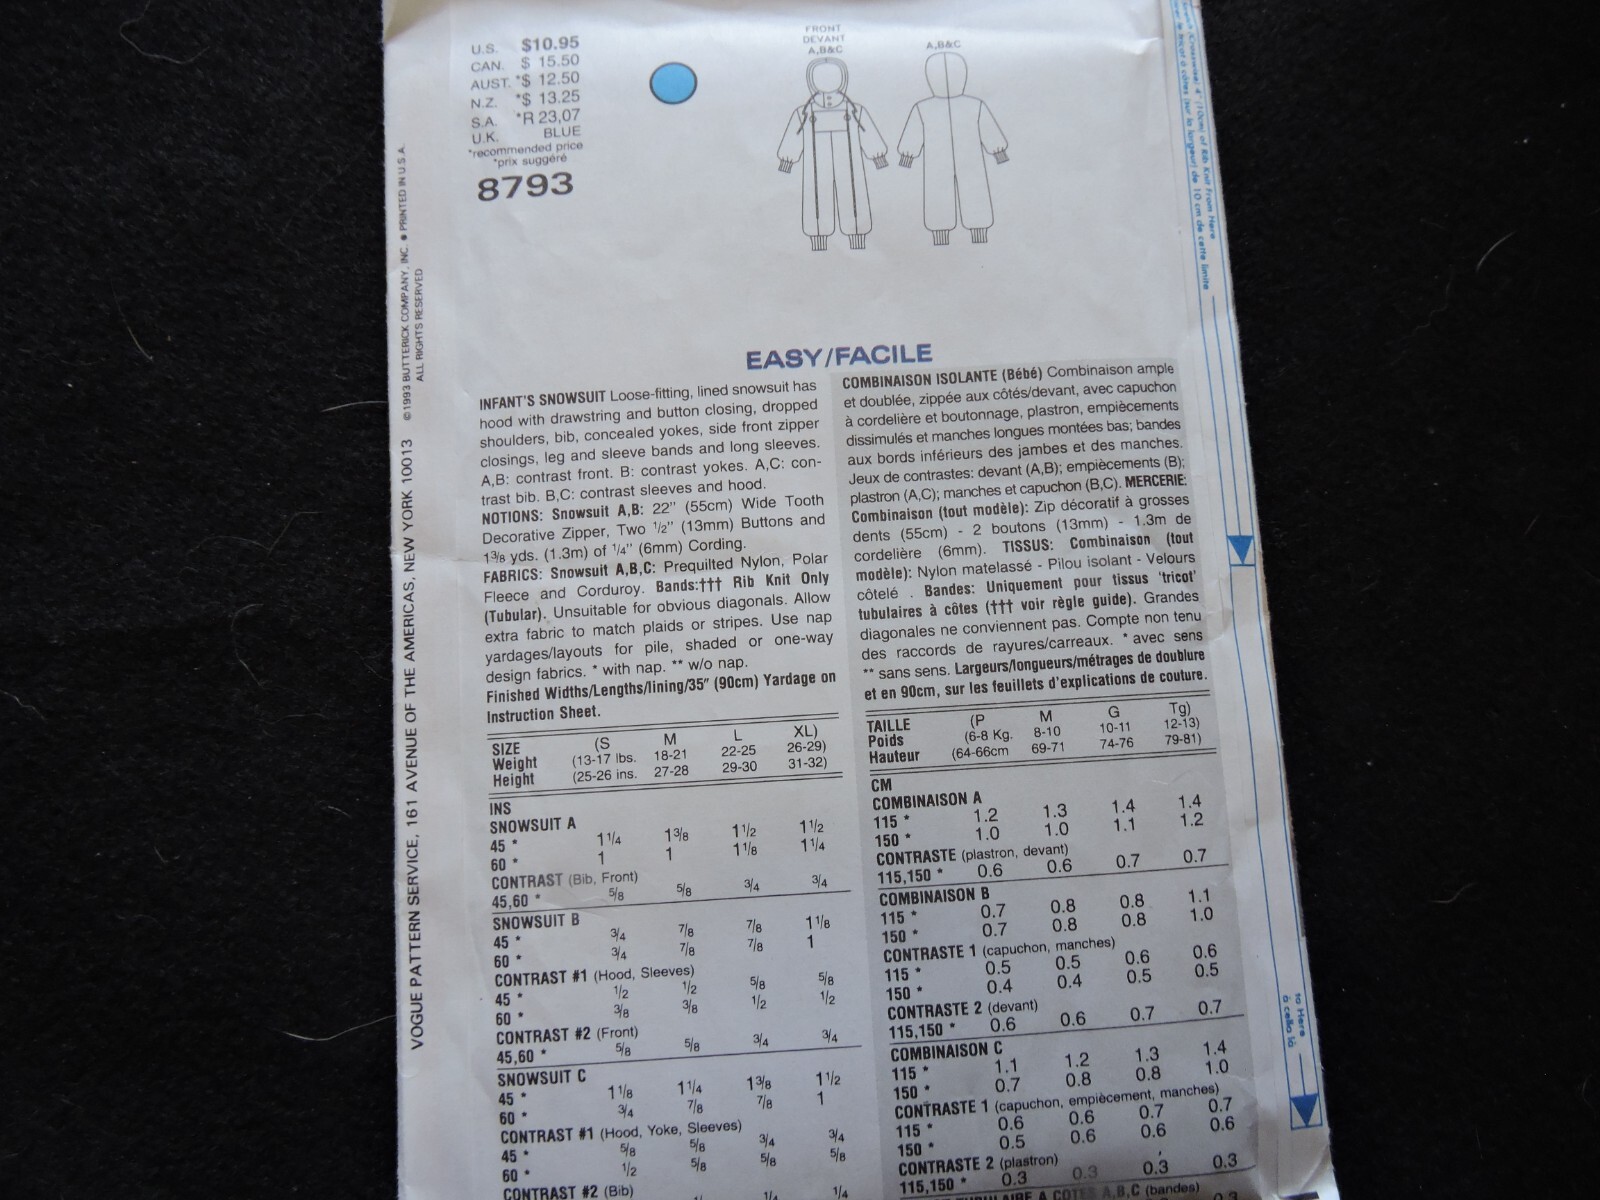 U.S. $10.95
CAN. $ 15.50
AUST. *$ 12.50
N.Z. *$ 13.25
S.A. *R 23,07
U.K. BLUE
*recommended price
*prix suggéré
8793
FRONT
DEVANT
A,B&C
A,B&C
EASY/FACILE
INFANT'S SNOWSUIT Loose-fitting, lined snowsuit has
hood with drawstring and button closing, dropped
shoulders, bib, concealed yokes, side front zipper
closings, leg and sleeve bands and long sleeves.
A,B: contrast front. B: contrast yokes. A,C: con-
trast bib. B,C: contrast sleeves and hood.
NOTIONS: Snowsuit A,B: 22" (55cm) Wide Tooth
Decorative Zipper, Two 1/2" (13mm) Buttons and
1 3/8 yds. (1.3m) of 1/4" (6mm) Cording.
FABRICS: Snowsuit A,B,C: Prequilted Nylon, Polar
Fleece and Corduroy. Bands:††† Rib Knit Only
(Tubular). Unsuitable for obvious diagonals. Allow
extra fabric to match plaids or stripes. Use nap
yardages/layouts for pile, shaded or one-way
design fabrics. * with nap. ** w/o nap.
Finished Widths/Lengths/lining/35" (90cm) Yardage on
Instruction Sheet.
SIZE (S M L XL)
Weight (13-17 lbs. 18-21 22-25 26-29)
Height (25-26 ins. 27-28 29-30 31-32)
INS
SNOWSUIT A
45 * 1 1/4 1 3/8 1 1/2 1 1/2
60 * 1 1 1 1/8 1 1/4
CONTRAST (Bib, Front)
45,60 * 5/8 5/8 3/4 3/4
SNOWSUIT B
45 * 3/4 7/8 7/8 1 1/8
60 * 3/4 7/8 7/8 1
CONTRAST #1 (Hood, Sleeves)
45 * 1/2 1/2 5/8 5/8
60 * 3/8 3/8 1/2 1/2
CONTRAST #2 (Front)
45,60 * 5/8 5/8 3/4 3/4
SNOWSUIT C
45 * 1 1/8 1 1/4 1 3/8 1 1/2
60 * 3/4 7/8 7/8 1
CONTRAST #1 (Hood, Yoke, Sleeves)
45 * 5/8 5/8 3/4 3/4
60 * 1/2 5/8 5/8 5/8
CONTRAST #2 (Bib)
1/4 1/4
COMBINAISON ISOLANTE (Bébé) Combinaison ample
et doublée, zippée aux côtés/devant, avec capuchon
à cordelière et boutonnage, plastron, empiècements
dissimulés et manches longues montées bas; bandes
aux bords inférieurs des jambes et des manches.
Jeux de contrastes: devant (A,B); empiècements (B);
plastron (A,C); manches et capuchon (B,C). MERCERIE:
Combinaison (tout modèle): Zip décoratif à grosses
dents (55cm) - 2 boutons (13mm) - 1.3m de
cordelière (6mm). TISSUS: Combinaison (tout
modèle): Nylon matelassé - Pilou isolant - Velours
côtelé . Bandes: Uniquement pour tissus 'tricot'
tubulaires à côtes (††† voir règle guide). Grandes
diagonales ne conviennent pas. Compte non tenu
des raccords de rayures/carreaux. * avec sens
** sans sens. Largeurs/longueurs/métrages de doublure
et en 90cm, sur les feuillets d'explications de couture.
TAILLE (P M G Tg)
Poids (6-8 Kg. 8-10 10-11 12-13)
Hauteur (64-66cm 69-71 74-76 79-81)
CM
COMBINAISON A
115 * 1.2 1.3 1.4 1.4
150 * 1.0 1.0 1.1 1.2
CONTRASTE (plastron, devant)
115,150 * 0.6 0.6 0.7 0.7
COMBINAISON B
115 * 0.7 0.8 0.8 1.1
150 * 0.7 0.8 0.8 1.0
CONTRASTE 1 (capuchon, manches)
115 * 0.5 0.5 0.6 0.6
150 * 0.4 0.4 0.5 0.5
CONTRASTE 2 (devant)
115,150 * 0.6 0.6 0.7 0.7
COMBINAISON C
115 * 1.1 1.2 1.3 1.4
150 * 0.7 0.8 0.8 1.0
CONTRASTE 1 (capuchon, empiècement, manches)
115 * 0.6 0.6 0.7 0.7
150 * 0.5 0.6 0.6 0.6
CONTRASTE 2 (plastron)
115,150 * 0.3 0.3 0.3 0.3
A COTES A,B,C (bandes)
VOGUE PATTERN SERVICE, 161 AVENUE OF THE AMERICAS, NEW YORK 10013 ©1993 BUTTERICK COMPANY, INC. ● PRINTED IN U.S.A.
ALL RIGHTS RESERVED
(10cm) of Rib Knit From Here
de 10 cm de cette limite
to Here
à cella là